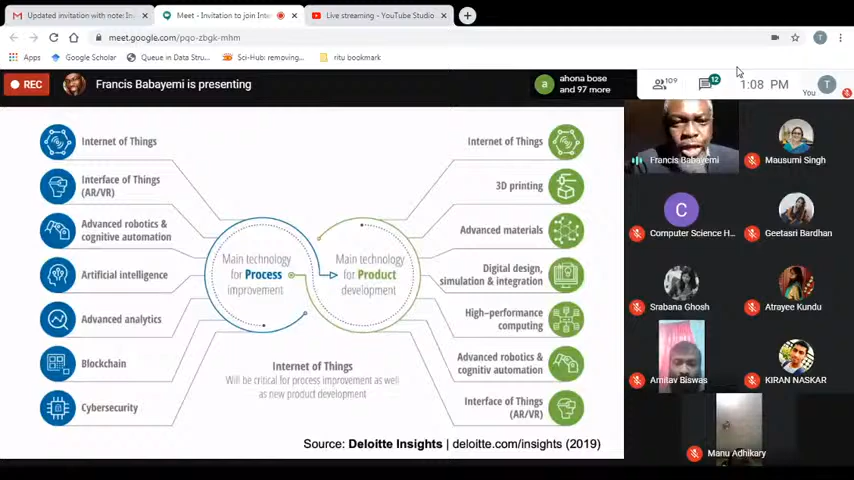 Updated invitation with note: In
Meet - Invitation to join Inte
Live streaming - YouTube Studio
meet.google.com/pqo-zbgk-mhm
T
Apps
Google Scholar
Queue in Data Stru...
Sci-Hub: removing...
ritu bookmark
REC
Francis Babayemi is presenting
a
ahona bose
and 97 more
109
12
1:08 PM
You
T
Internet of Things
Interface of Things
(AR/VR)
Advanced robotics &
cognitive automation
Artificial intelligence
Advanced analytics
Blockchain
Cybersecurity
Main technology
for Process
improvement
Main technology
for Product
development
Internet of Things
Will be critical for process improvement as well
as new product development
Internet of Things
3D printing
Advanced materials
Digital design,
simulation & integration
High-performance
computing
Advanced robotics &
cognitiv automation
Interface of Things
(AR/VR)
Source: Deloitte Insights | deloitte.com/insights (2019)
Francis Babayemi
Mausumi Singh
C
Computer Science H...
Geetasri Bardhan
Srabana Ghosh
Atrayee Kundu
Amitav Biswas
KIRAN NASKAR
Manu Adhikary